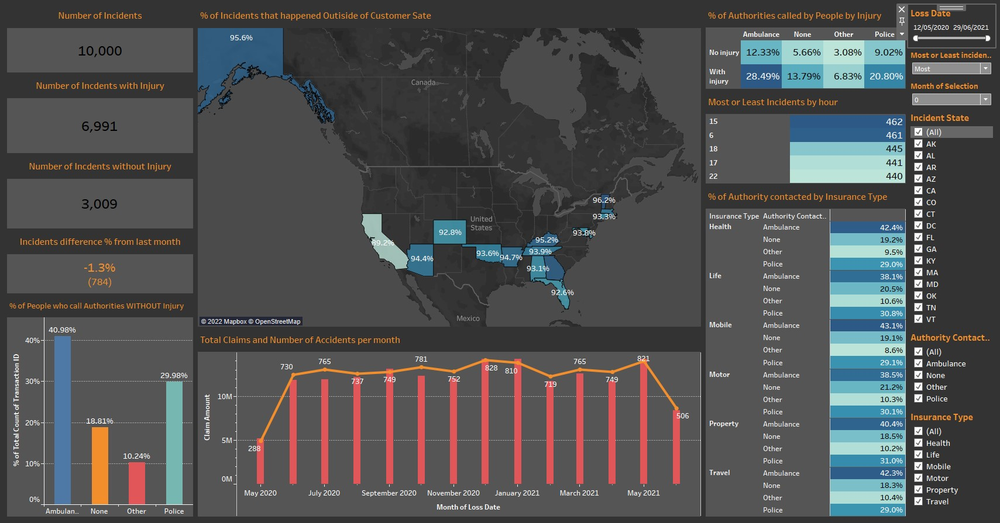 Number of Incidents
10,000
Number of Incdents with Injury
6,991
Number of Incdents without Injury
3,009
Incidents difference % from last month
-1.3%
(784)
% of People who call Authorities WITHOUT Injury
% of Total Count of Transaction ID
40%
30%
20%
10%
0%
40.98%
18.81%
10.24%
29.98%
Ambulan..
None
Other
Police
% of Incidents that happened Outiside of Customer Sate
95.6%
Canada
United
States
Mexico
96.2%
93.3%
93.8%
95.2%
93.9%
92.8%
89.2%
94.4%
93.6%
94.7%
93.1%
92.6%
© 2022 Mapbox © OpenStreetMap
Total Claims and Number of Accidents per month
Claim Amount
10M
5M
0M
288
730
765
737
749
781
752
828
810
719
765
749
821
506
May 2020
July 2020
September 2020
November 2020
January 2021
March 2021
May 2021
Month of Loss Date
% of Authorities called by People by Injury
Ambulance None Other Police
No injury 12.33% 5.66% 3.08% 9.02%
With
injury 28.49% 13.79% 6.83% 20.80%
Most or Least Incidents by hour
15 462
6 461
18 445
17 441
22 440
% of Authority contacted by Insurance Type
Insurance Type Authority Contact..
Health Ambulance 42.4%
None 19.2%
Other 9.5%
Police 29.0%
Life Ambulance 38.1%
None 20.5%
Other 10.6%
Police 30.8%
Mobile Ambulance 43.1%
None 19.1%
Other 8.6%
Police 29.1%
Motor Ambulance 38.5%
None 21.2%
Other 10.3%
Police 30.1%
Property Ambulance 40.4%
None 18.5%
Other 10.2%
Police 31.0%
Travel Ambulance 42.3%
None 18.3%
Other 10.4%
Police 29.0%
Loss Date
12/05/2020 29/06/2021
Most or Least inciden..
Most
Month of Selection
0
Incident State
(All)
AK
AL
AR
AZ
CA
CO
CT
DC
FL
GA
KY
MA
MD
OK
TN
VT
Authority Contact..
(All)
Ambulance
None
Other
Police
Insurance Type
(All)
Health
Life
Mobile
Motor
Property
Travel